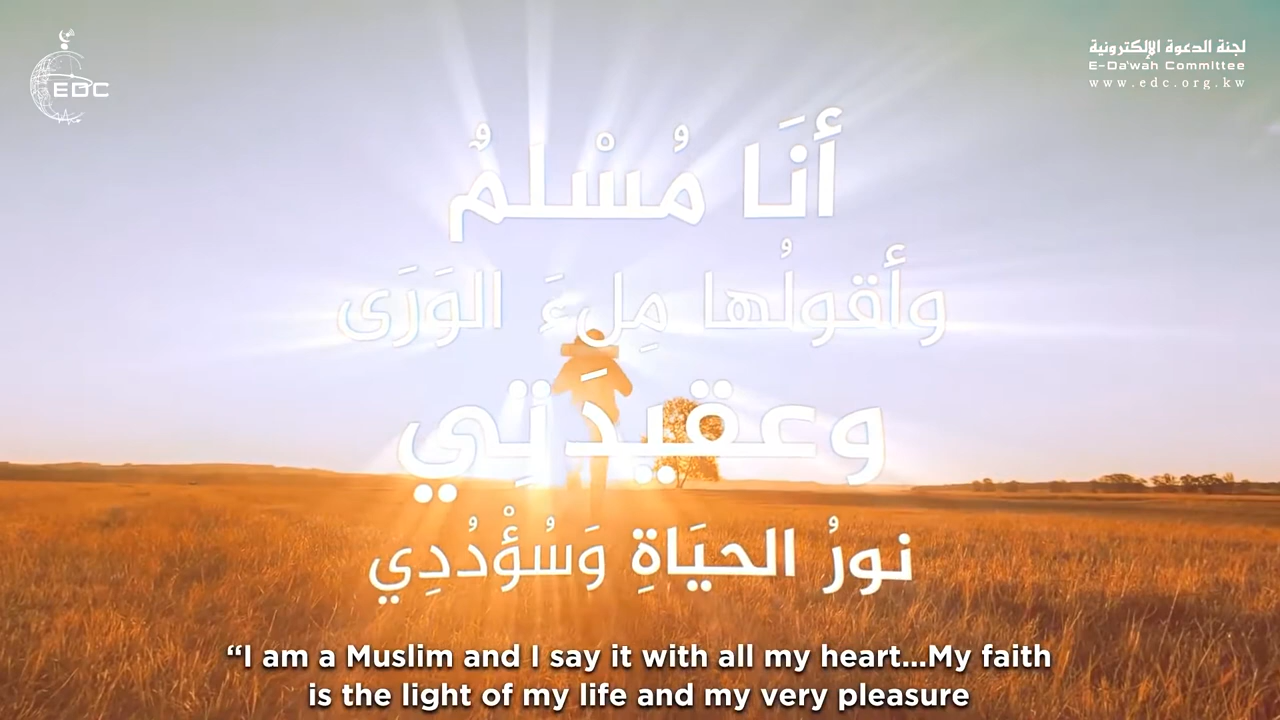 EDC
لجنة الدعوة الإلكترونية
E-Da'wah Committee
www.edc.org.kw
أنَا مُسْلمُ
وأقولُها مِلءَ الوَرَى
وعقيدَتِي
نورُ الحيَاةِ وَسُؤْدُدِي
“I am a Muslim and I say it with all my heart...My faith
is the light of my life and my very pleasure